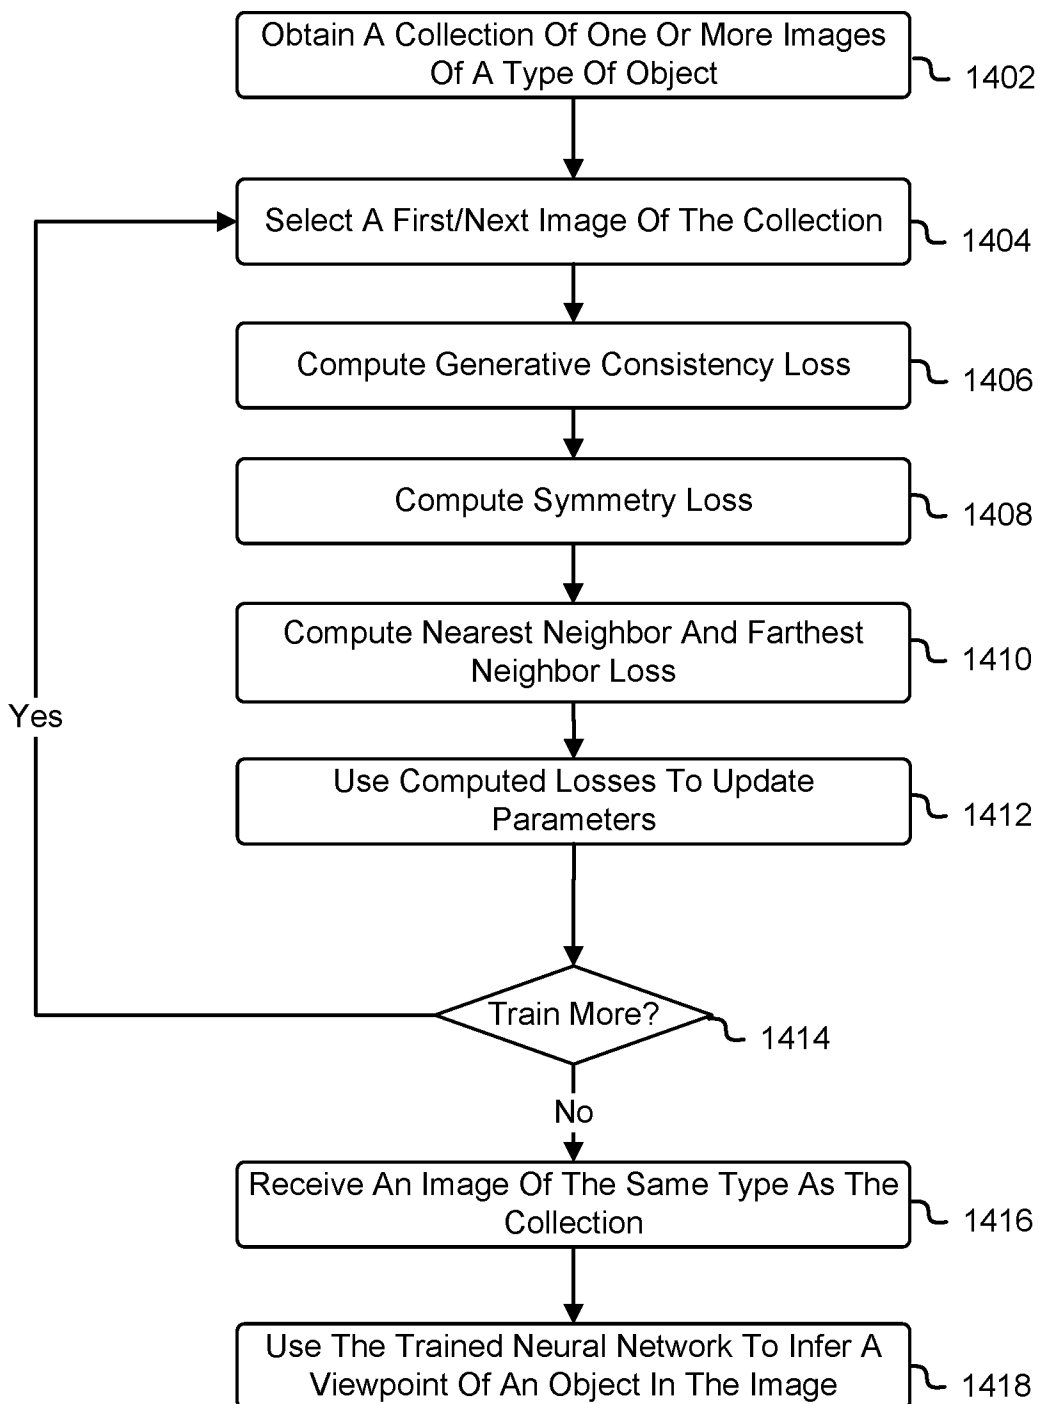 Obtain A Collection Of One Or More Images
Of A Type Of Object
1402
Select A First/Next Image Of The Collection
1404
Compute Generative Consistency Loss
1406
Compute Symmetry Loss
1408
Compute Nearest Neighbor And Farthest
Neighbor Loss
1410
Yes
Use Computed Losses To Update
Parameters
1412
Train More?
1414
No
Receive An Image Of The Same Type As The
Collection
1416
Use The Trained Neural Network To Infer A
Viewpoint Of An Object In The Image
1418